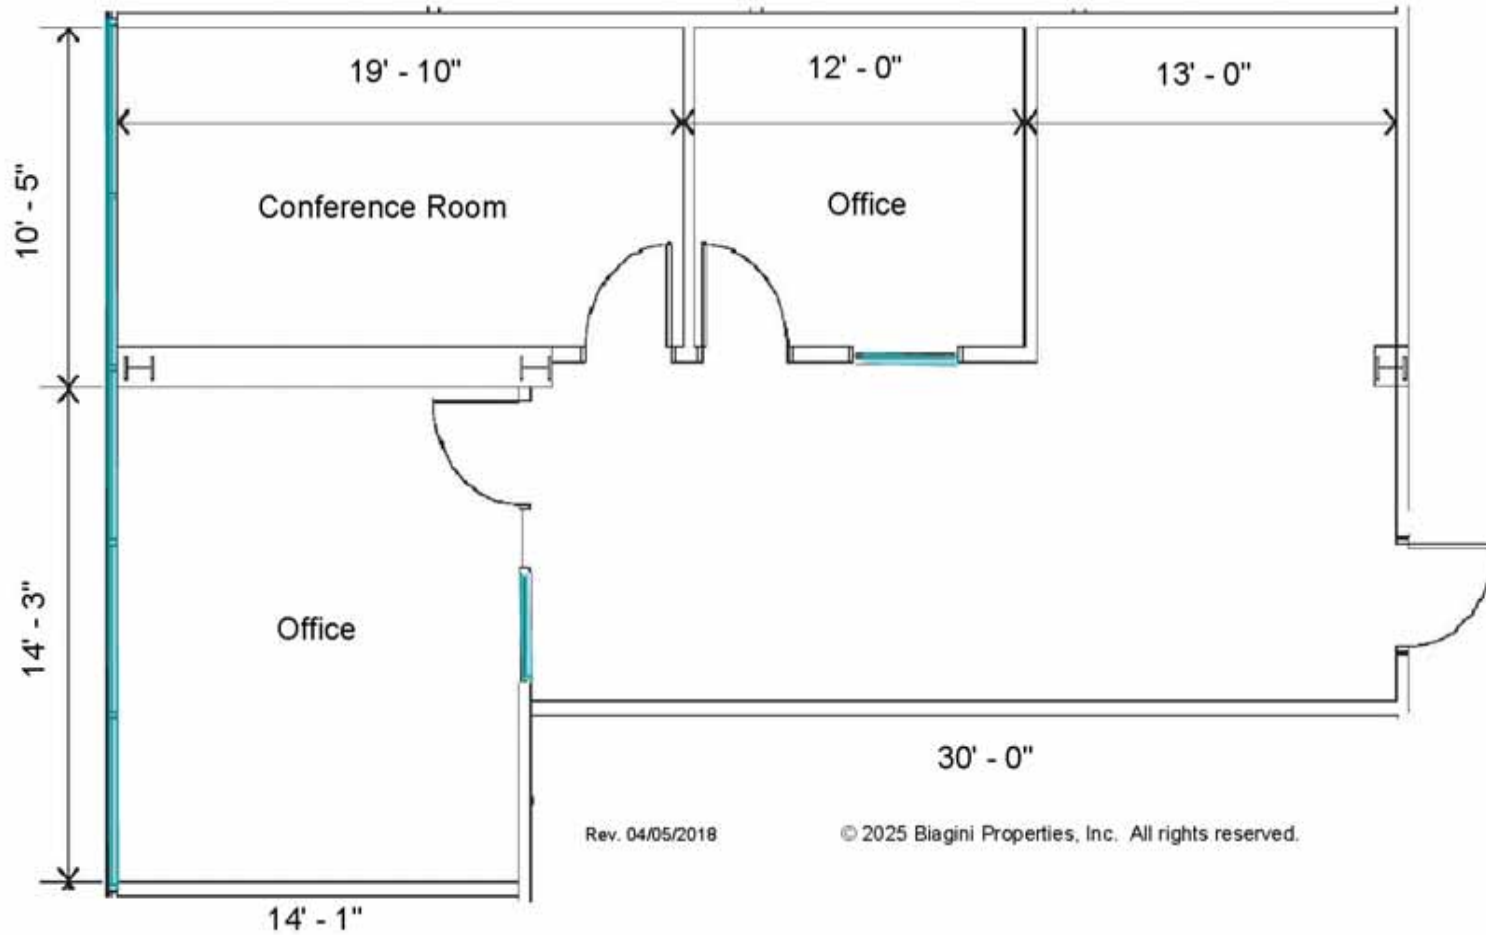 19' - 10"
12' - 0"
13' - 0"
10' - 5"
Conference Room
Office
14' - 3"
Office
30' - 0"
Rev. 04/05/2018
© 2025 Biagini Properties, Inc. All rights reserved.
14' - 1"